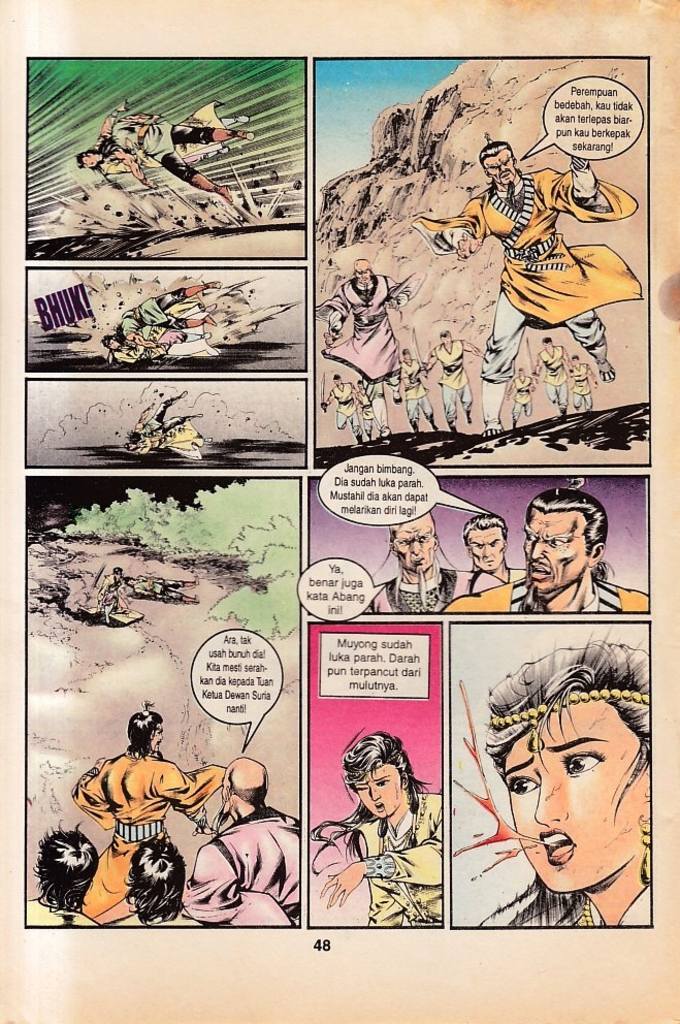 Perempuan
bedebah, kau tidak
akan terlepas biar-
pun kau berkepak
sekarang!
BHUK!
Jangan bimbang.
Dia sudah luka parah.
Mustahil dia akan dapat
melarikan diri lagi!
Ya,
benar juga
kata Abang
ini!
Ara, tak
usah bunuh dia!
Kita mesti serah-
kan dia kepada Tuan
Ketua Dewan Suria
nanti!
Muyong sudah
luka parah. Darah
pun terpancut dari
mulutnya.
48